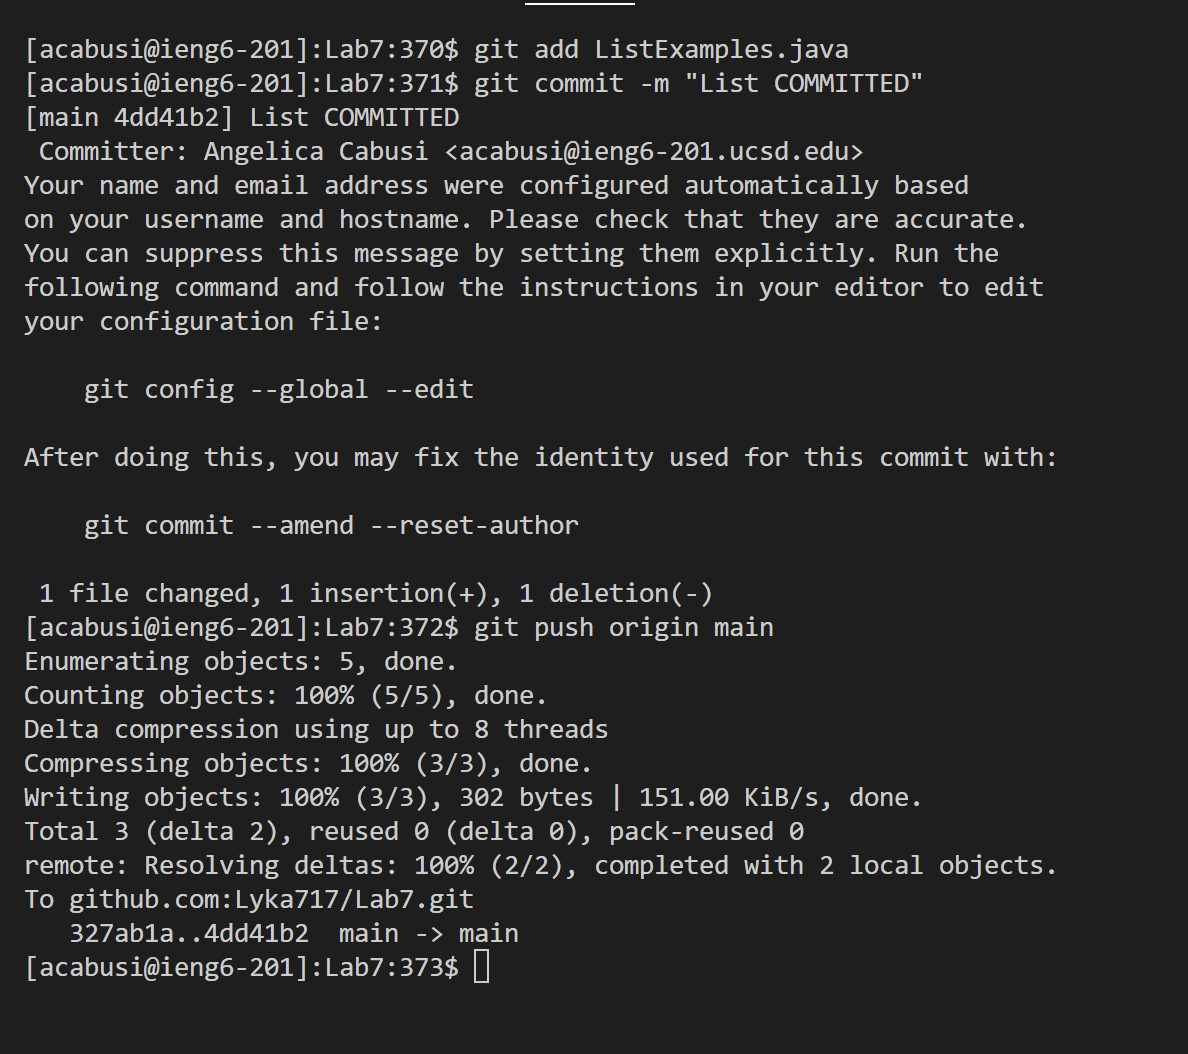 [acabusi@ieng6-201]:Lab7:370$ git add ListExamples.java
[acabusi@ieng6-201]:Lab7:371$ git commit -m "List COMMITTED"
[main 4dd41b2] List COMMITTED
 Committer: Angelica Cabusi <acabusi@ieng6-201.ucsd.edu>
Your name and email address were configured automatically based
on your username and hostname. Please check that they are accurate.
You can suppress this message by setting them explicitly. Run the
following command and follow the instructions in your editor to edit
your configuration file:

    git config --global --edit

After doing this, you may fix the identity used for this commit with:

    git commit --amend --reset-author

 1 file changed, 1 insertion(+), 1 deletion(-)
[acabusi@ieng6-201]:Lab7:372$ git push origin main
Enumerating objects: 5, done.
Counting objects: 100% (5/5), done.
Delta compression using up to 8 threads
Compressing objects: 100% (3/3), done.
Writing objects: 100% (3/3), 302 bytes | 151.00 KiB/s, done.
Total 3 (delta 2), reused 0 (delta 0), pack-reused 0
remote: Resolving deltas: 100% (2/2), completed with 2 local objects.
To github.com:Lyka717/Lab7.git
   327ab1a..4dd41b2  main -> main
[acabusi@ieng6-201]:Lab7:373$